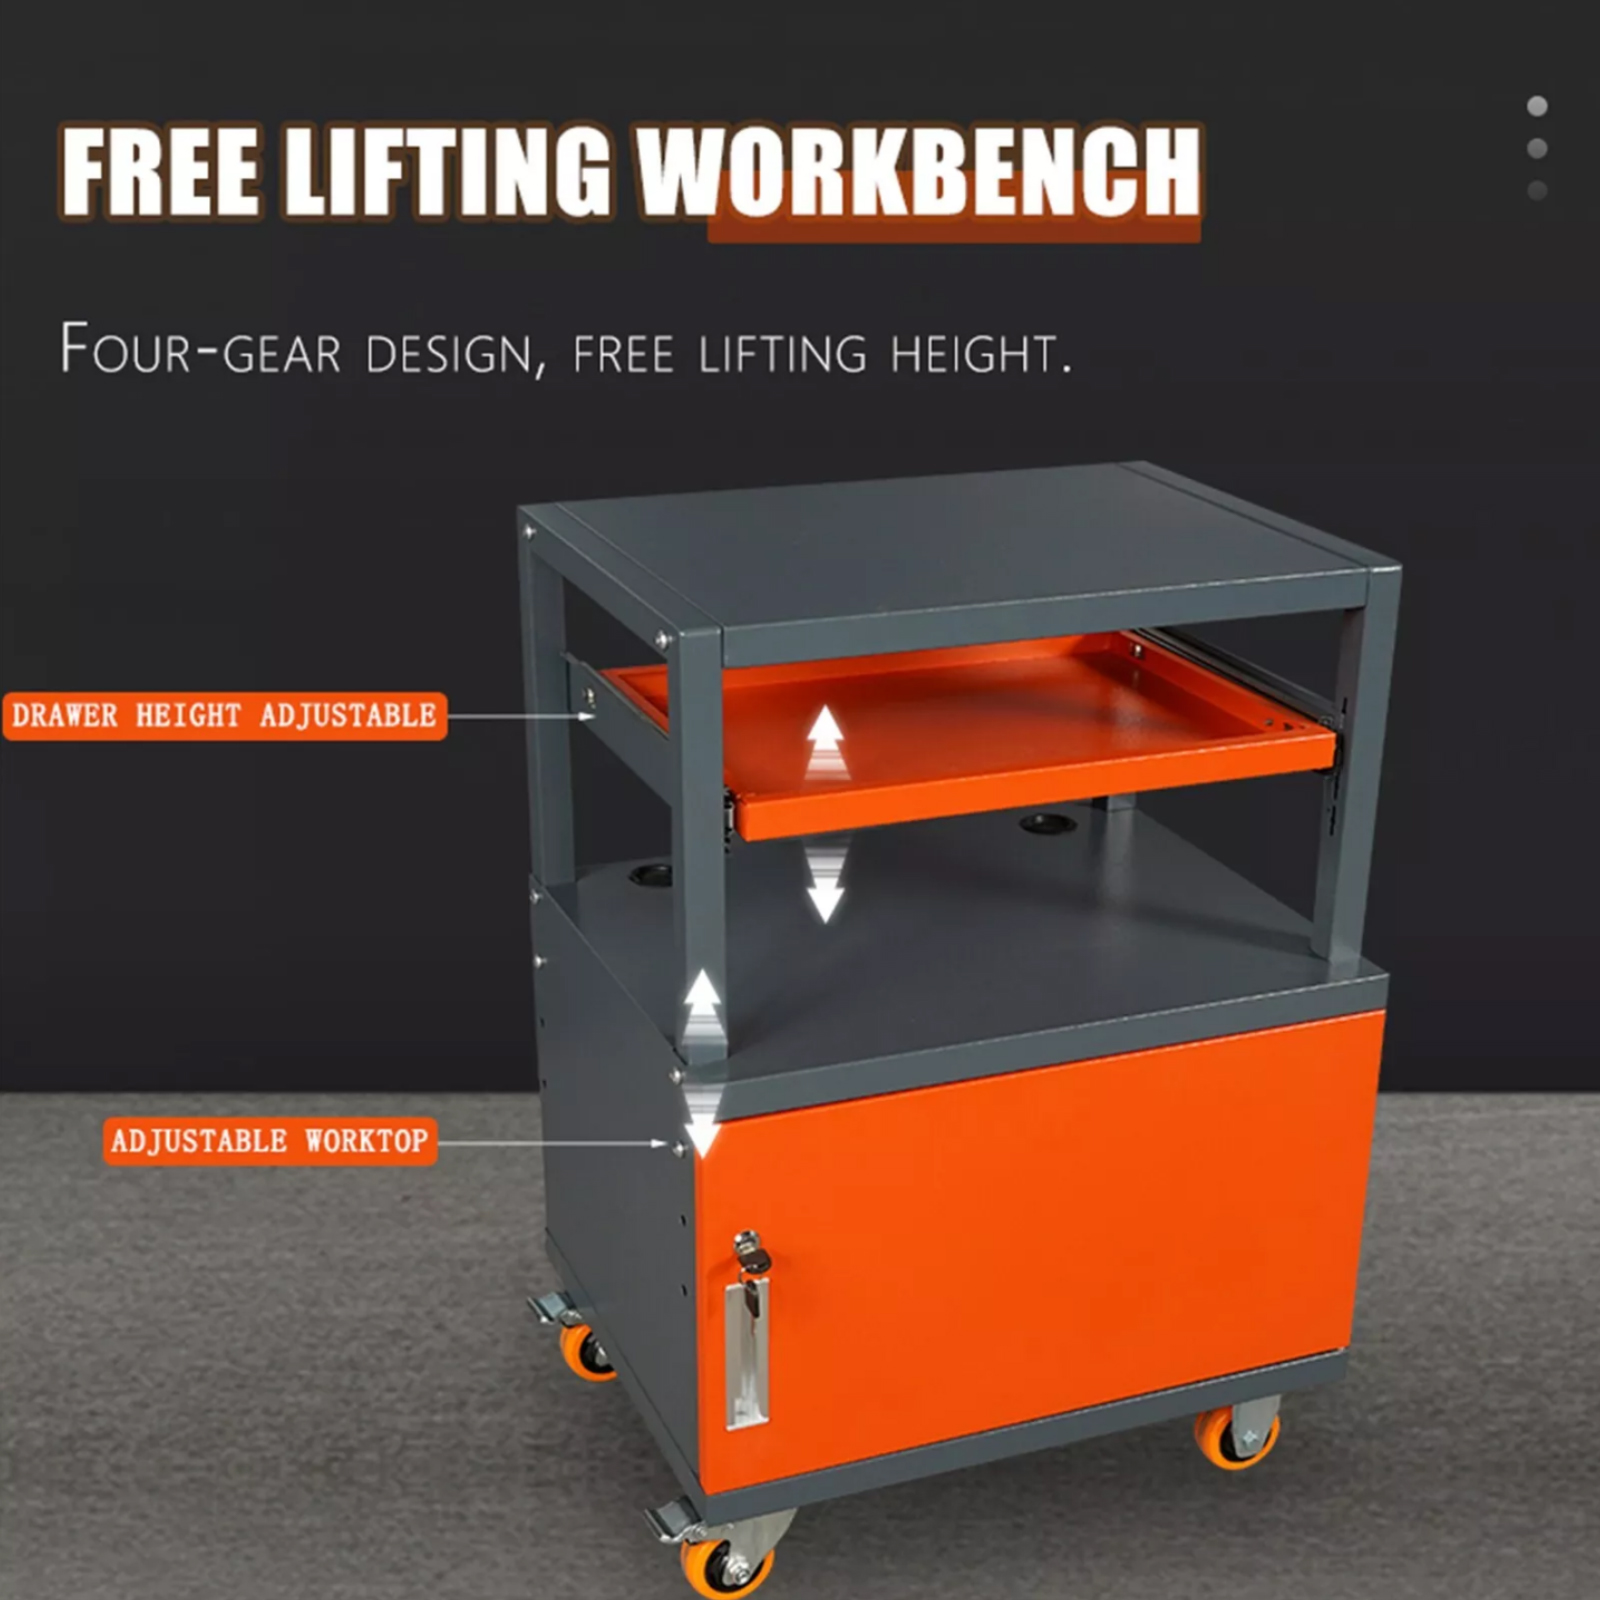 FREE LIFTING WORKBENCH
FOUR-GEAR DESIGN, FREE LIFTING HEIGHT.
DRAWER HEIGHT ADJUSTABLE
ADJUSTABLE WORKTOP